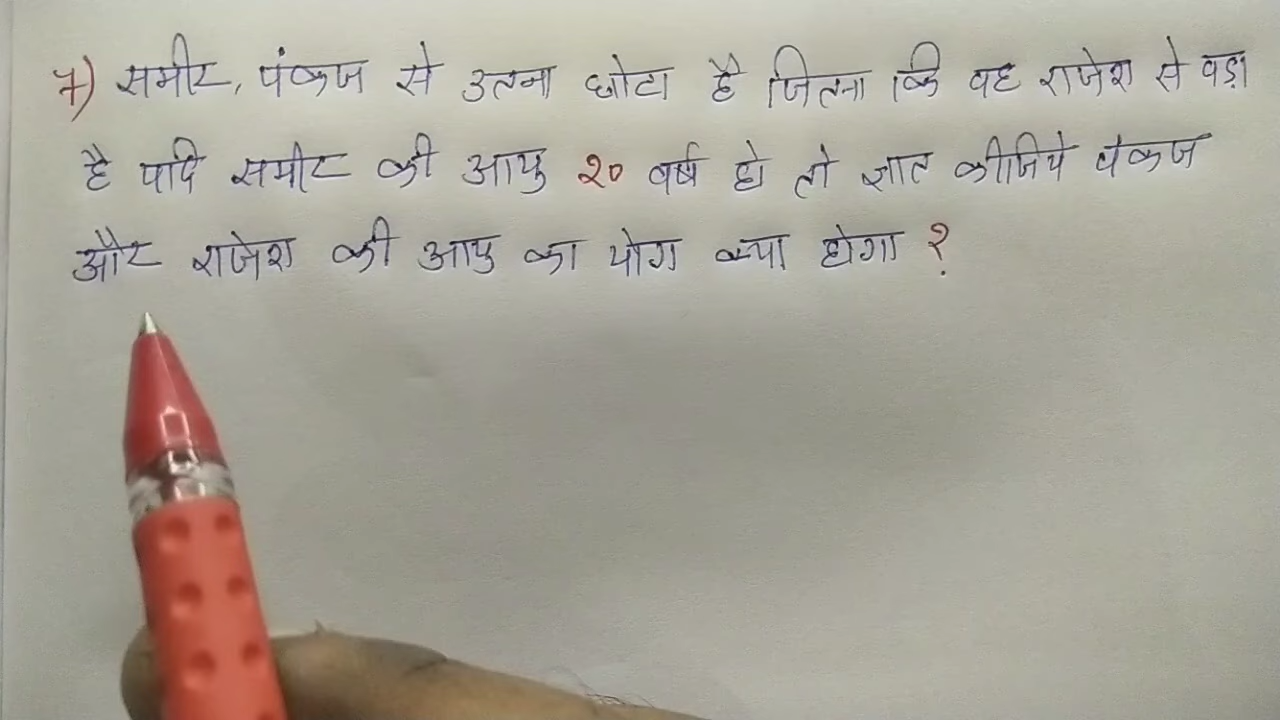 7) समीर, पंकज से उतना छोटा है जितना कि वह राजेश से बड़ा
है यदि समीर की आयु २० वर्ष हो तो ज्ञात कीजिये पंकज
और राजेश की आयु का योग क्या होगा ?